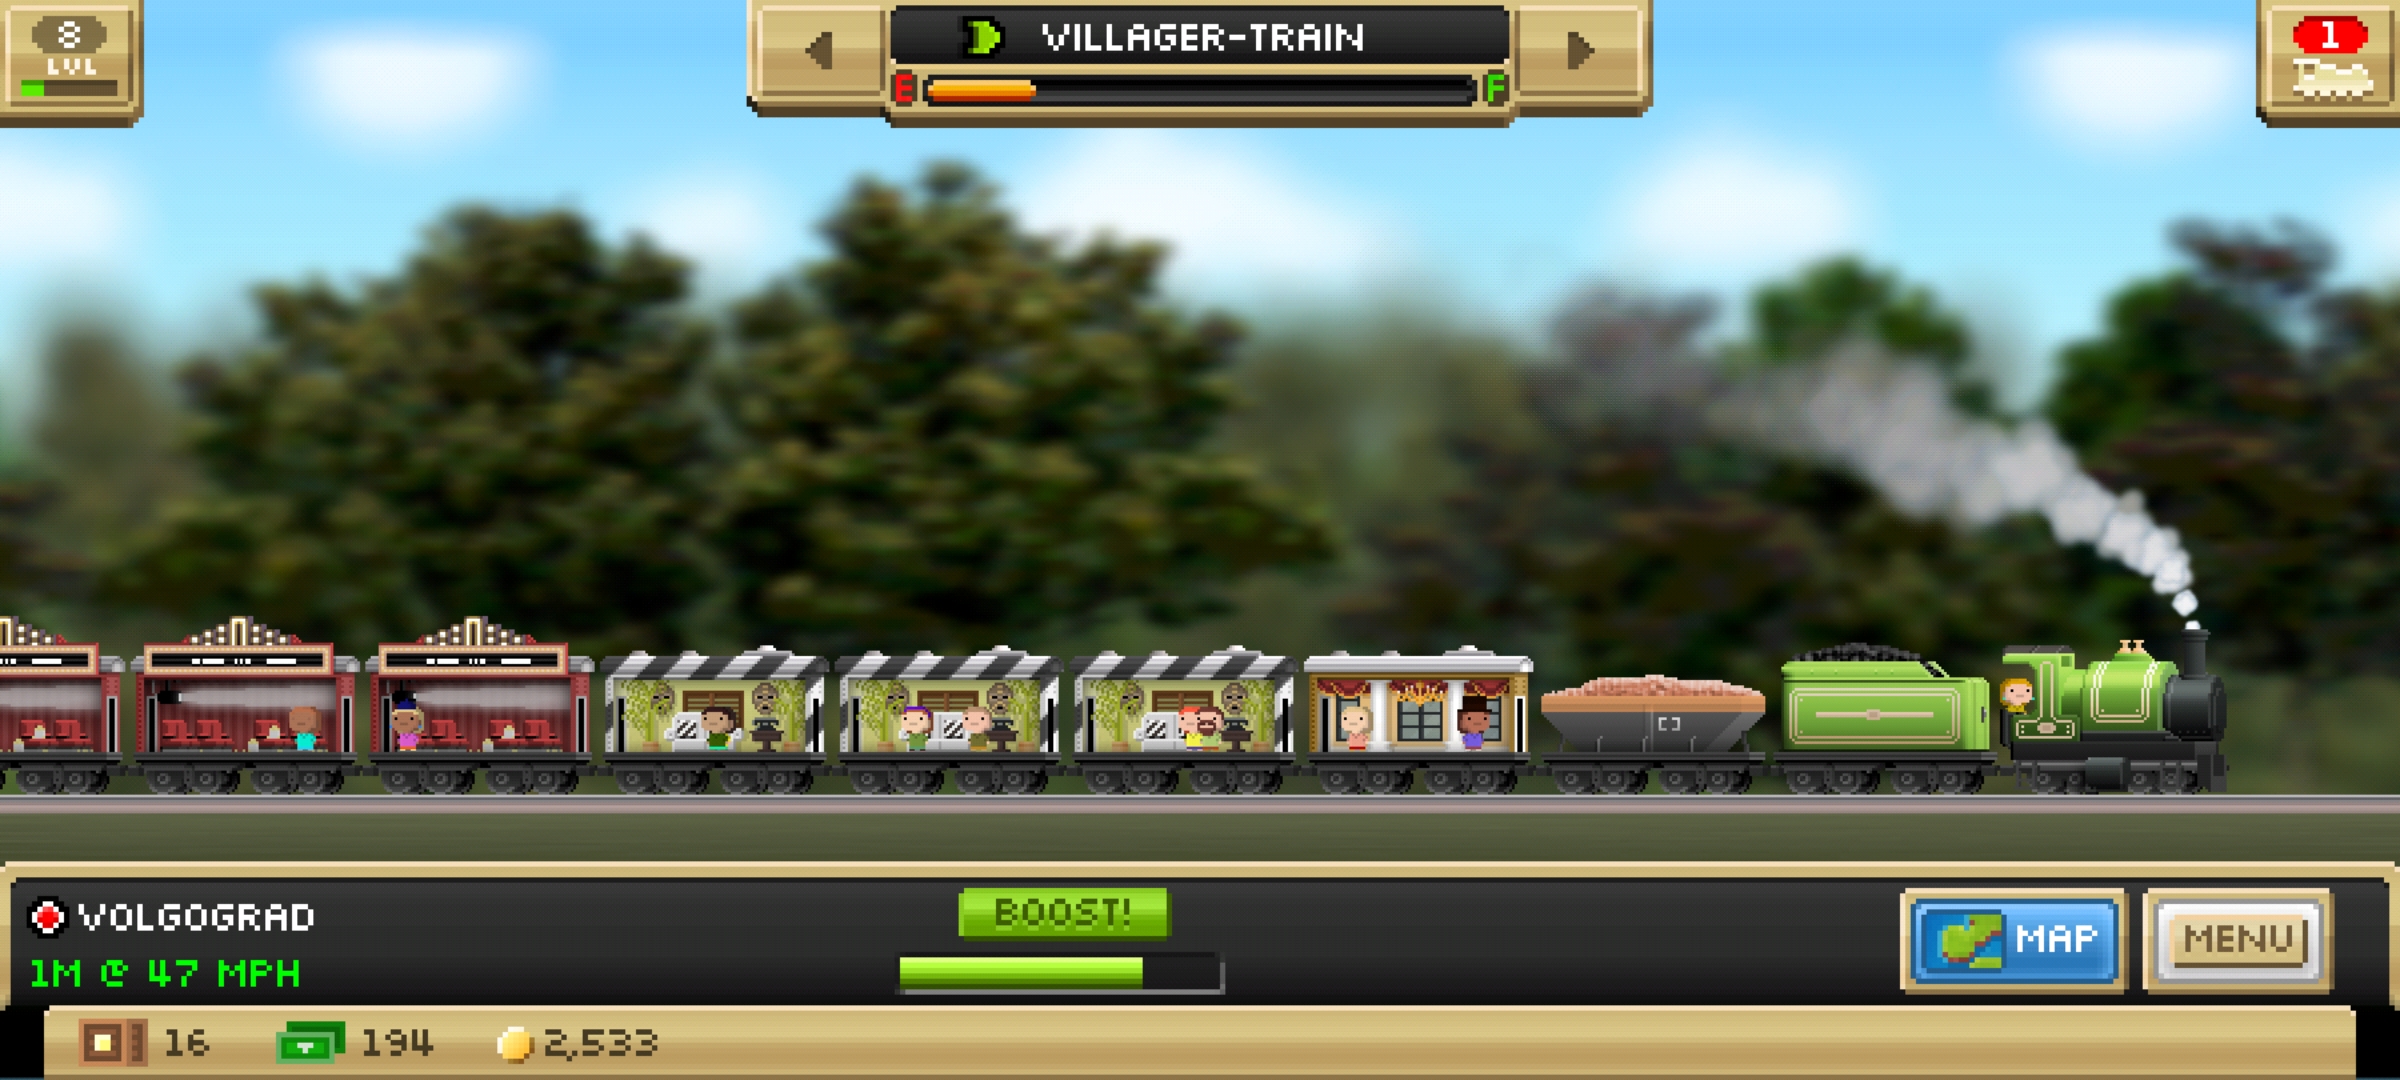 8
LVL
VILLAGER-TRAIN
E F
1
VOLGOGRAD
1M @ 47 MPH
BOOST!
MAP
MENU
16
194
2,533